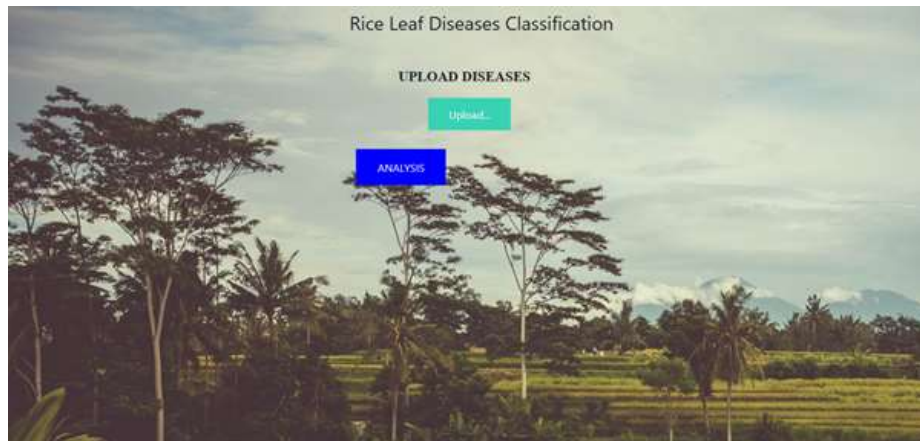 Rice Leaf Diseases Classification
UPLOAD DISEASES
Upload...
ANALYSIS